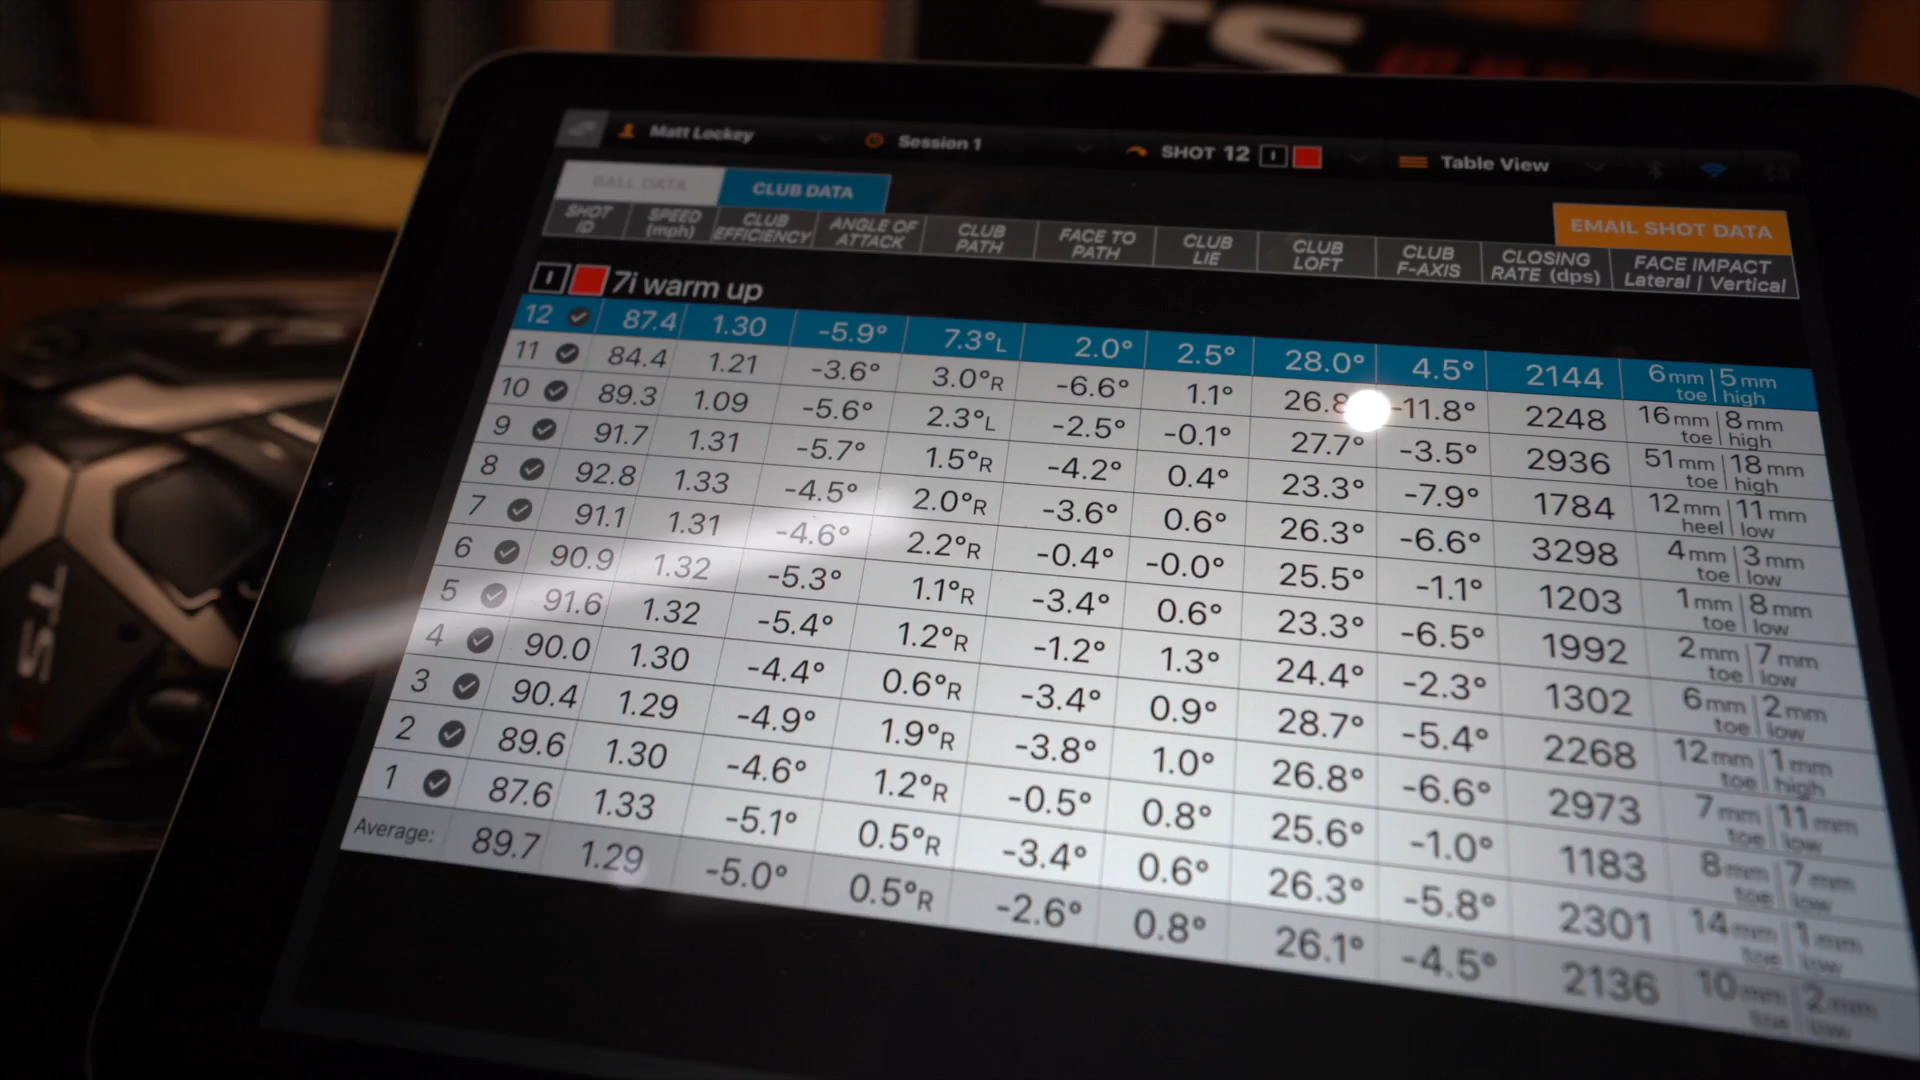 TS
Matt Lockey Session 1 SHOT 12 Table View
BALL DATA CLUB DATA
EMAIL SHOT DATA
SHOT ID SPEED (mph) CLUB EFFICIENCY ANGLE OF ATTACK CLUB PATH FACE TO PATH CLUB LIE CLUB LOFT CLUB F-AXIS CLOSING RATE (dps) FACE IMPACT Lateral | Vertical
7i warm up
12 87.4 1.30 -5.9° 7.3°L 2.0° 2.5° 28.0° 4.5° 2144 6mm toe | 5mm high
11 84.4 1.21 -3.6° 3.0°R -6.6° 1.1° 26.8 -11.8° 2248 16mm toe | 8mm high
10 89.3 1.09 -5.6° 2.3°L -2.5° -0.1° 27.7° -3.5° 2936 51mm toe | 18mm high
9 91.7 1.31 -5.7° 1.5°R -4.2° 0.4° 23.3° -7.9° 1784 12mm heel | 11mm low
8 92.8 1.33 -4.5° 2.0°R -3.6° 0.6° 26.3° -6.6° 3298 4mm toe | 3mm low
7 91.1 1.31 -4.6° 2.2°R -0.4° -0.0° 25.5° -1.1° 1203 1mm toe | 8mm low
6 90.9 1.32 -5.3° 1.1°R -3.4° 0.6° 23.3° -6.5° 1992 2mm toe | 7mm low
5 91.6 1.32 -5.4° 1.2°R -1.2° 1.3° 24.4° -2.3° 1302 6mm toe | 2mm low
4 90.0 1.30 -4.4° 0.6°R -3.4° 0.9° 28.7° -5.4° 2268 12mm toe | 1mm high
3 90.4 1.29 -4.9° 1.9°R -3.8° 1.0° 26.8° -6.6° 2973 7mm toe | 11mm low
2 89.6 1.30 -4.6° 1.2°R -0.5° 0.8° 25.6° -1.0° 1183 8mm toe | 7mm low
1 87.6 1.33 -5.1° 0.5°R -3.4° 0.6° 26.3° -5.8° 2301 14mm toe | 1mm low
Average: 89.7 1.29 -5.0° 0.5°R -2.6° 0.8° 26.1° -4.5° 2136 10mm toe | 2mm low
TS